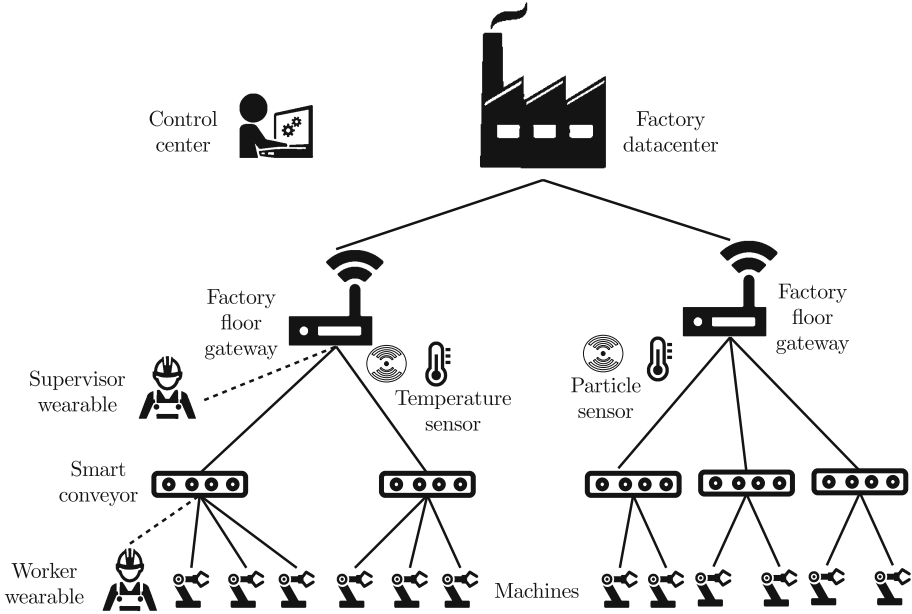 Control
center
Factory
datacenter
Factory
floor
gateway
Factory
floor
gateway
Supervisor
wearable
Temperature
sensor
Particle
sensor
Smart
conveyor
Worker
wearable
Machines